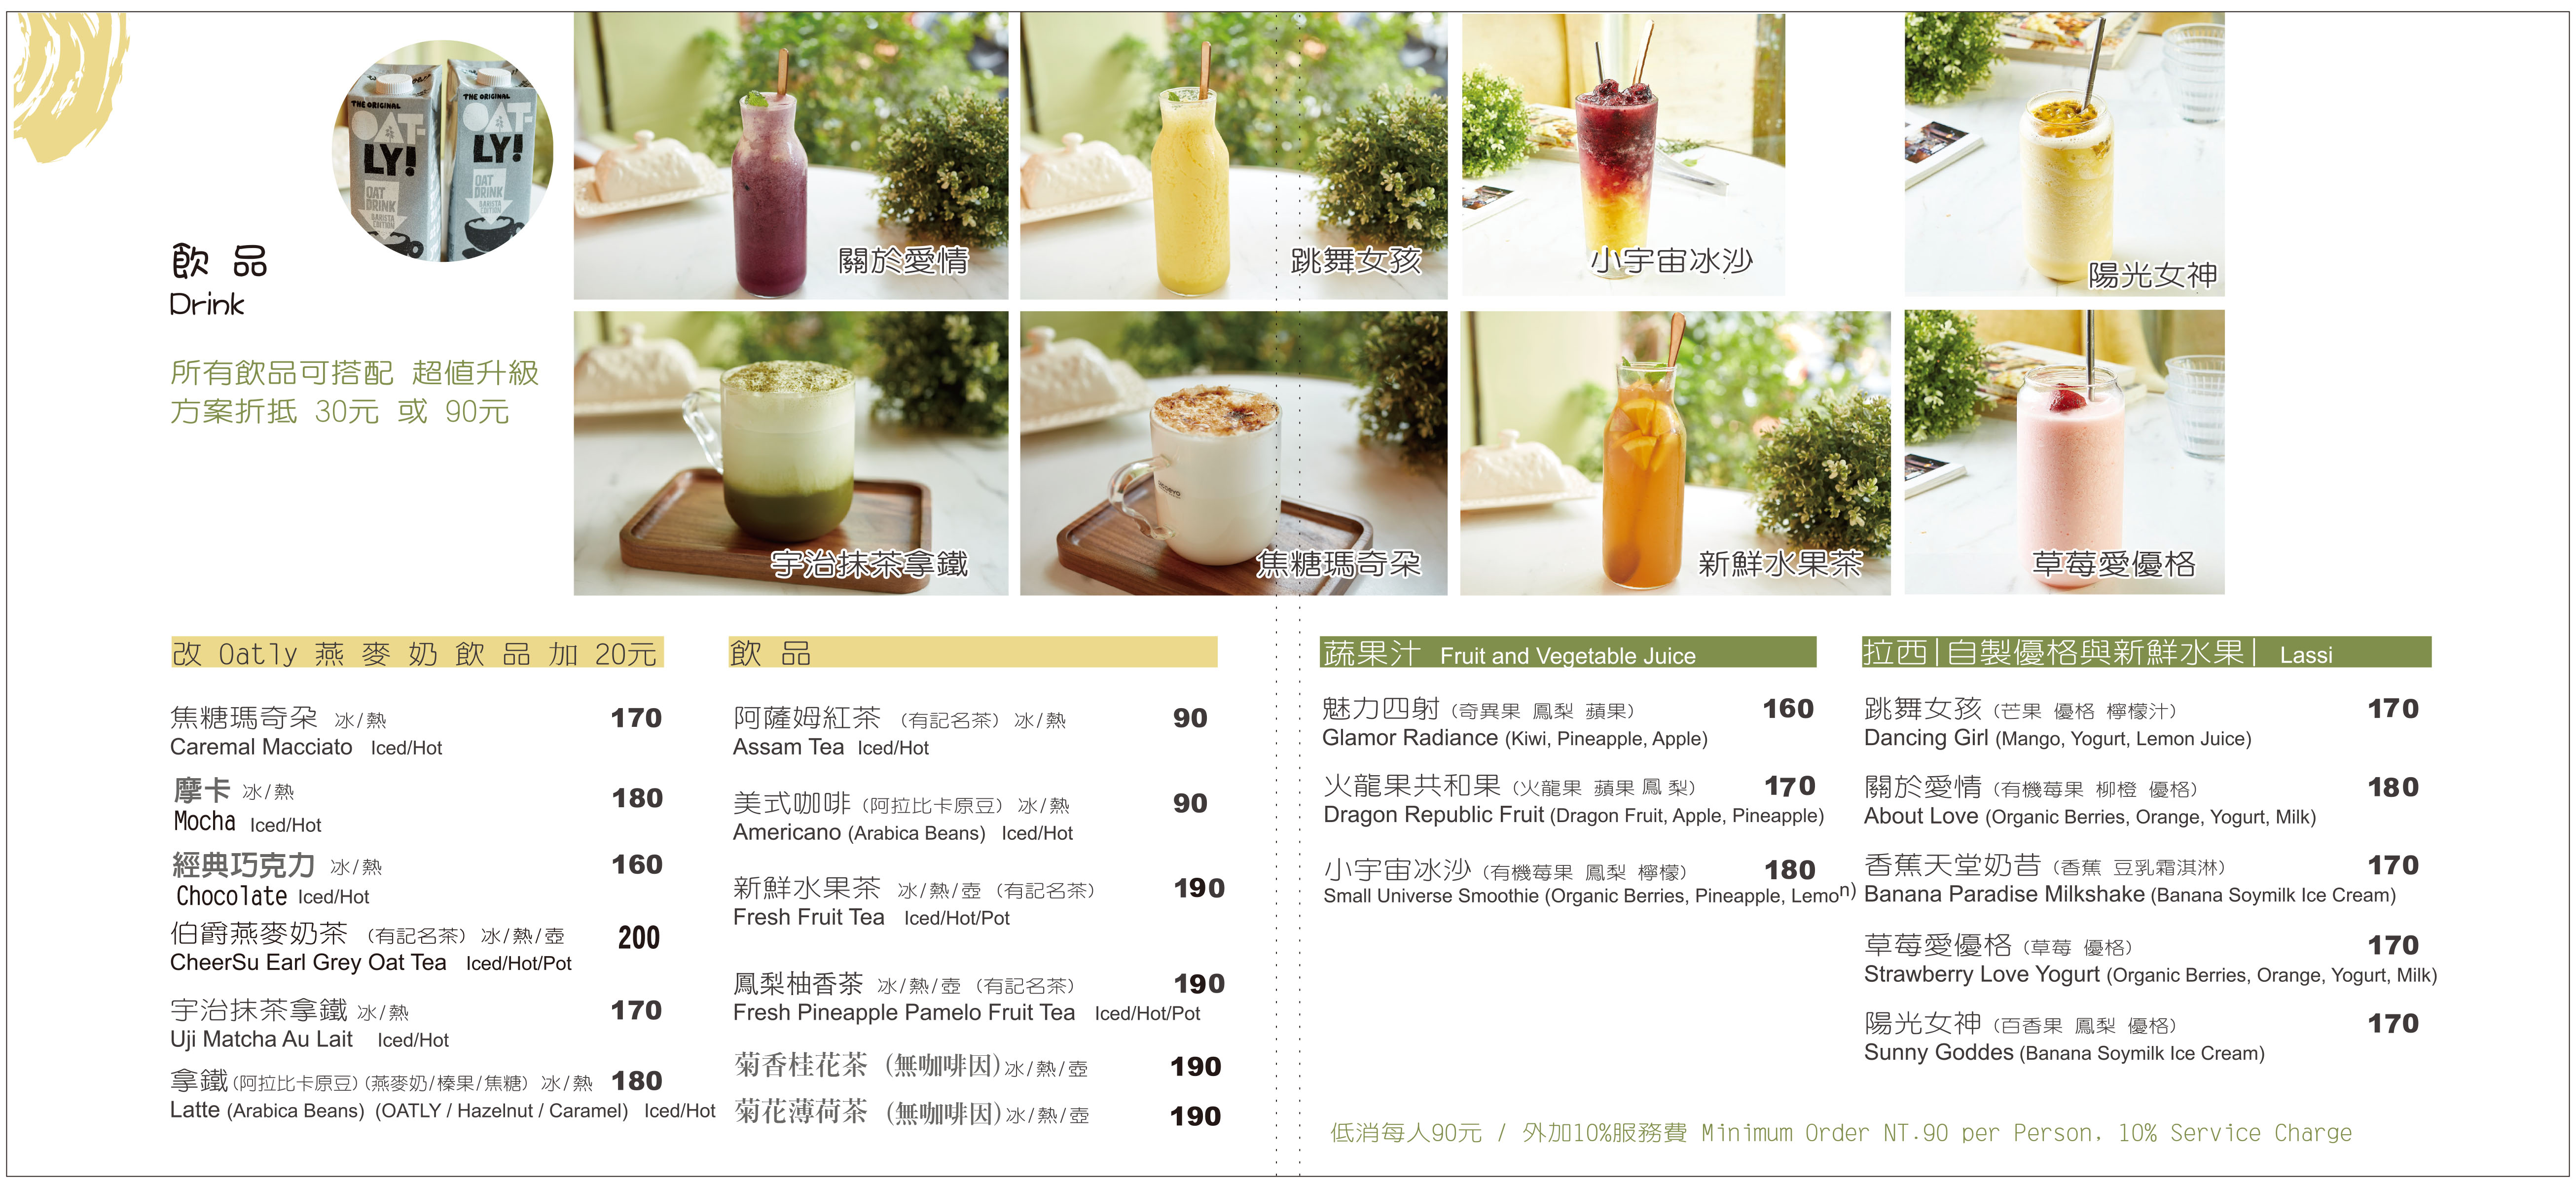 THE ORIGINAL
OAT-
LY!
OAT
DRINK
BARISTA
EDITION
THE ORIGINAL
OAT-
LY!
OAT
DRINK
BARISTA
EDITION
飲 品
Drink
所有飲品可搭配 超值升級
方案折抵 30元 或 90元
關於愛情
跳舞女孩
小宇宙冰沙
陽光女神
宇治抹茶拿鐵
焦糖瑪奇朵
新鮮水果茶
草莓愛優格
改 Oatly 燕 麥 奶 飲 品 加 20元
焦糖瑪奇朵 冰/熱 170
Caremal Macciato Iced/Hot
摩卡 冰/熱 180
Mocha Iced/Hot
經典巧克力 冰/熱 160
Chocolate Iced/Hot
伯爵燕麥奶茶 (有記名茶) 冰/熱/壺 200
CheerSu Earl Grey Oat Tea Iced/Hot/Pot
宇治抹茶拿鐵 冰/熱 170
Uji Matcha Au Lait Iced/Hot
拿鐵(阿拉比卡原豆)(燕麥奶/榛果/焦糖) 冰/熱 180
Latte (Arabica Beans) (OATLY / Hazelnut / Caramel) Iced/Hot
飲 品
阿薩姆紅茶 (有記名茶) 冰/熱 90
Assam Tea Iced/Hot
美式咖啡(阿拉比卡原豆) 冰/熱 90
Americano (Arabica Beans) Iced/Hot
新鮮水果茶 冰/熱/壺 (有記名茶) 190
Fresh Fruit Tea Iced/Hot/Pot
鳳梨柚香茶 冰/熱/壺 (有記名茶) 190
Fresh Pineapple Pamelo Fruit Tea Iced/Hot/Pot
菊香桂花茶 (無咖啡因)冰/熱/壺 190
菊花薄荷茶 (無咖啡因)冰/熱/壺 190
蔬果汁 Fruit and Vegetable Juice
魅力四射 (奇異果 鳳梨 蘋果) 160
Glamor Radiance (Kiwi, Pineapple, Apple)
火龍果共和果 (火龍果 蘋果 鳳 梨) 170
Dragon Republic Fruit (Dragon Fruit, Apple, Pineapple)
小宇宙冰沙 (有機莓果 鳳梨 檸檬) 180
Small Universe Smoothie (Organic Berries, Pineapple, Lemon)
拉西|自製優格與新鮮水果| Lassi
跳舞女孩 (芒果 優格 檸檬汁) 170
Dancing Girl (Mango, Yogurt, Lemon Juice)
關於愛情 (有機莓果 柳橙 優格) 180
About Love (Organic Berries, Orange, Yogurt, Milk)
香蕉天堂奶昔 (香蕉 豆乳霜淇淋) 170
Banana Paradise Milkshake (Banana Soymilk Ice Cream)
草莓愛優格 (草莓 優格) 170
Strawberry Love Yogurt (Organic Berries, Orange, Yogurt, Milk)
陽光女神 (百香果 鳳梨 優格) 170
Sunny Goddes (Banana Soymilk Ice Cream)
低消每人90元 / 外加10%服務費 Minimum Order NT.90 per Person, 10% Service Charge